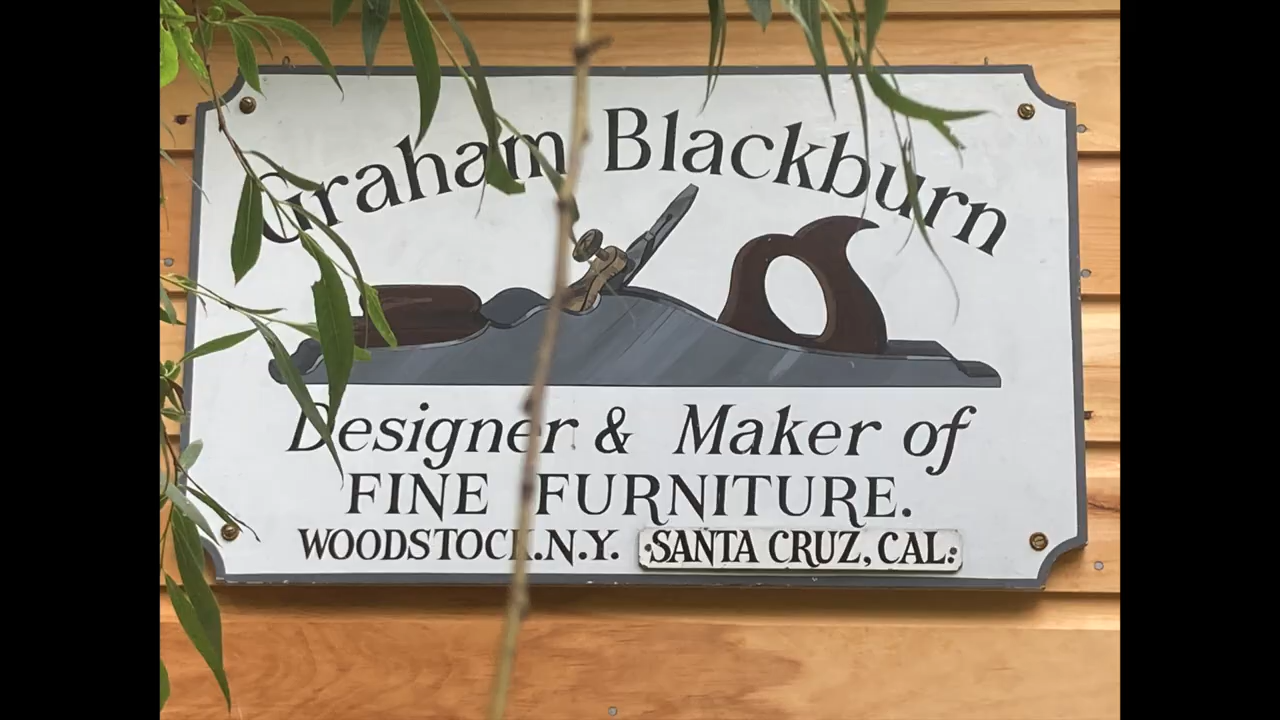 Graham Blackburn
Designer & Maker of
FINE FURNITURE.
WOODSTOCK.N.Y. ·SANTA CRUZ, CAL: